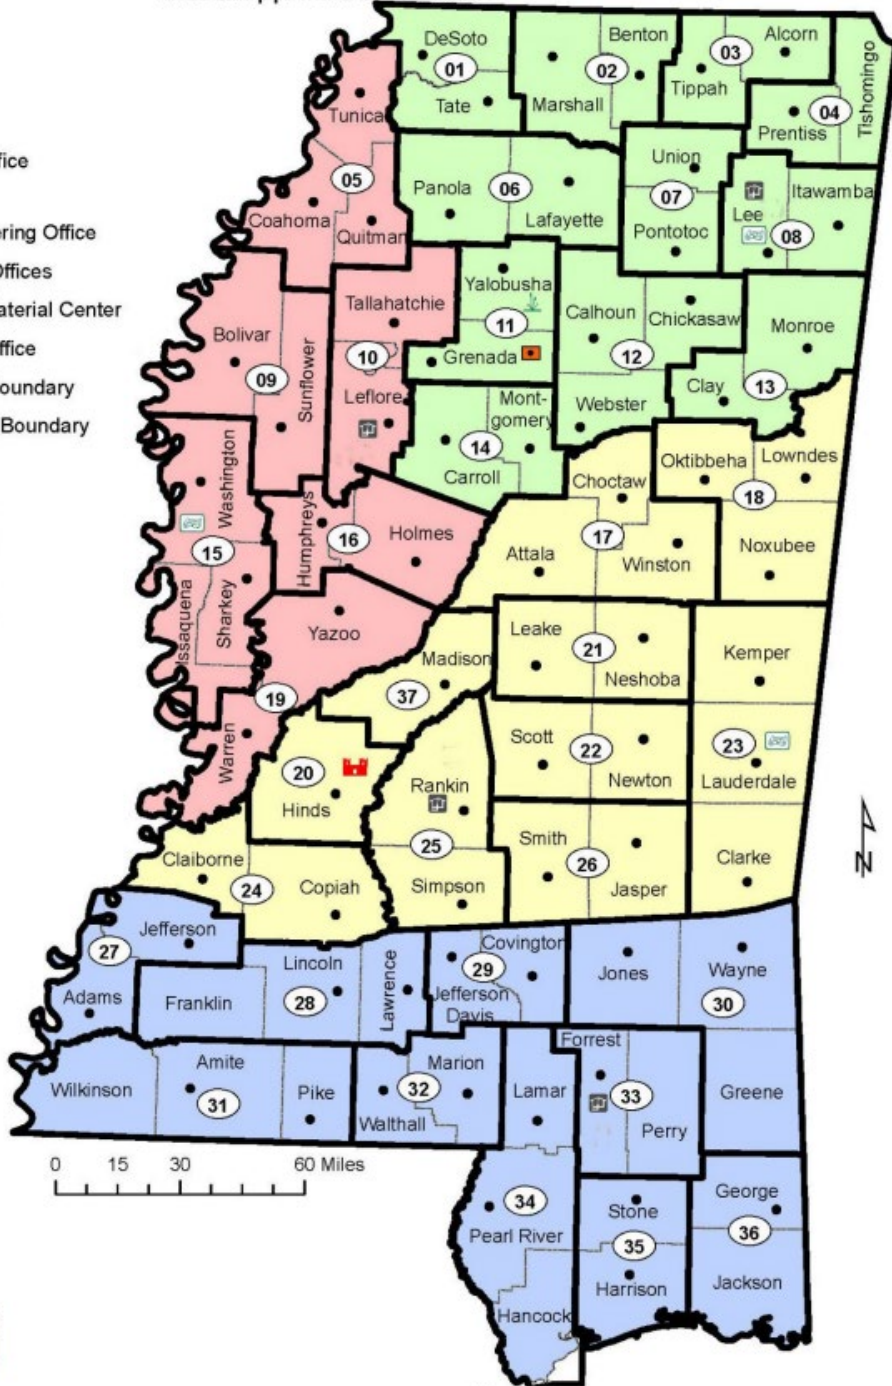 DeSoto
01
Tate
Benton
02
Marshall
03
Alcorn
Tippah
04
Prentiss
Tishomingo
Tunica
05
Coahoma
Quitman
Panola
06
Lafayette
Union
07
Pontotoc
Itawamba
Lee
08
fice
ering Office
Offices
aterial Center
ffice
oundary
Boundary
Bolivar
09
Sunflower
Tallahatchie
10
Leflore
Yalobusha
11
Grenada
Calhoun
Chickasaw
12
Webster
Monroe
Clay
13
Mont-
gomery
14
Carroll
Washington
15
Issaquena
Sharkey
Humphreys
16
Holmes
Choctaw
17
Attala
Winston
Oktibbeha
Lowndes
18
Noxubee
Yazoo
19
Warren
Madison
37
Leake
21
Neshoba
Kemper
20
Hinds
Rankin
25
Simpson
Scott
22
Newton
23
Lauderdale
Clarke
Smith
26
Jasper
Claiborne
24
Copiah
N
Jefferson
27
Adams
Franklin
Lincoln
28
Lawrence
Covington
29
Jefferson
Davis
Jones
Wayne
30
Greene
Wilkinson
Amite
31
Pike
32
Marion
Walthall
Lamar
Forrest
33
Perry
0 15 30 60 Miles
34
Pearl River
Hancock
Stone
35
Harrison
George
36
Jackson